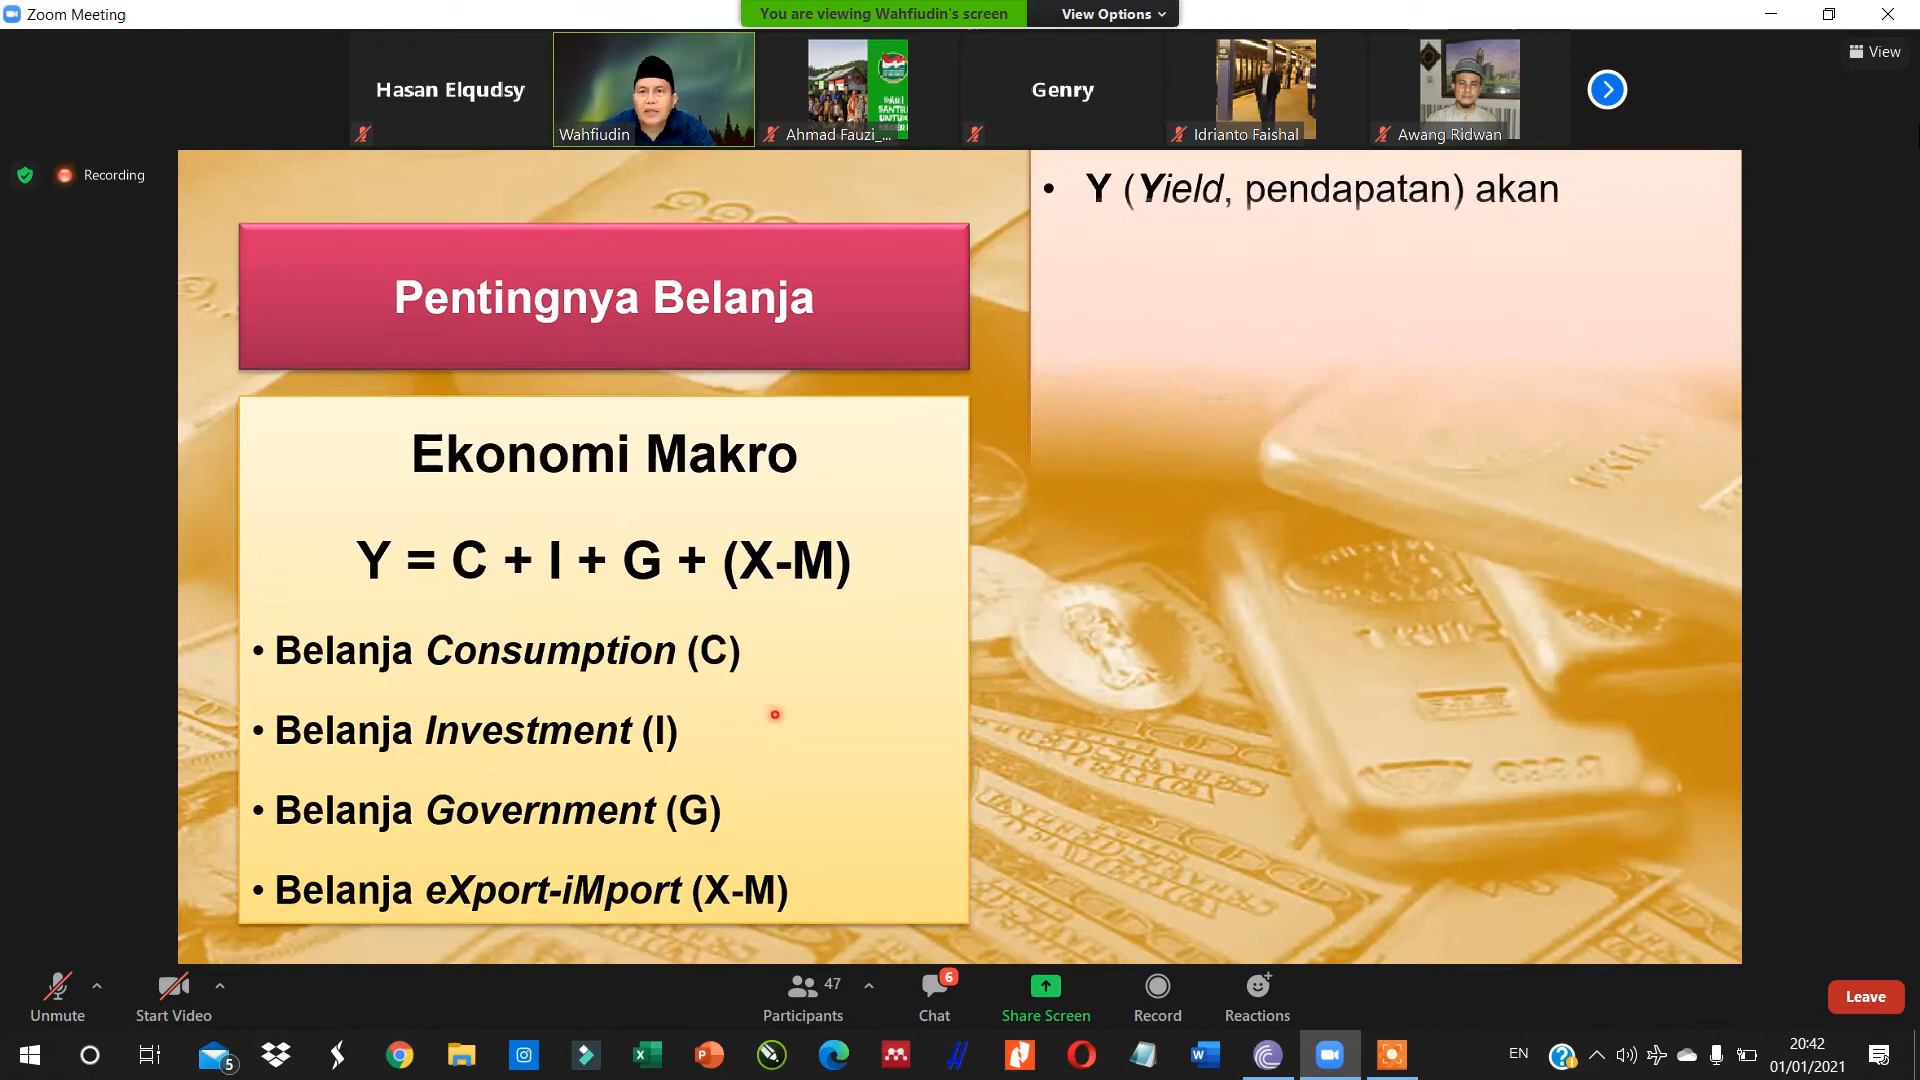 Zoom Meeting
You are viewing Wahfiudin's screen
View Options
View
Hasan Elqudsy
Wahfiudin
Ahmad Fauzi_...
Genry
Idrianto Faishal
Awang Ridwan
Recording
Pentingnya Belanja
Ekonomi Makro
Y = C + I + G + (X-M)
• Belanja Consumption (C)
• Belanja Investment (I)
• Belanja Government (G)
• Belanja eXport-iMport (X-M)
• Y (Yield, pendapatan) akan
Unmute
Start Video
47
Participants
6
Chat
Share Screen
Record
Reactions
Leave
5
EN
20:42
01/01/2021